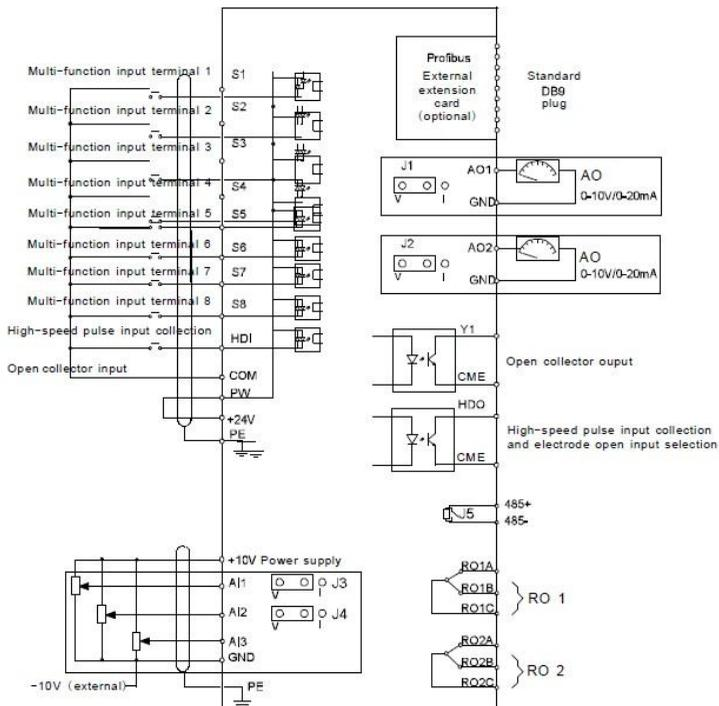 Multi-function input terminal 1
S1
Multi-function input terminal 2
S2
Multi-function input terminal 3
S3
Multi-function input terminal 4
S4
Multi-function input terminal 5
S5
Multi-function input terminal 6
S6
Multi-function input terminal 7
S7
Multi-function input terminal 8
S8
High-speed pulse input collection
HDI
Open collector input
COM
PW
+24V
PE
+10V Power supply
AI1
J3
V
I
AI2
J4
V
I
AI3
GND
-10V (external)
PE
Profibus
External
extension
card
(optional)
Standard
DB9
plug
J1
V
I
AO1
GND
AO
0-10V/0-20mA
J2
V
I
AO2
GND
AO
0-10V/0-20mA
Y1
CME
Open collector ouput
HDO
CME
High-speed pulse input collection
and electrode open input selection
J5
485+
485-
RO1A
RO1B
RO1C
RO 1
RO2A
RO2B
RO2C
RO 2